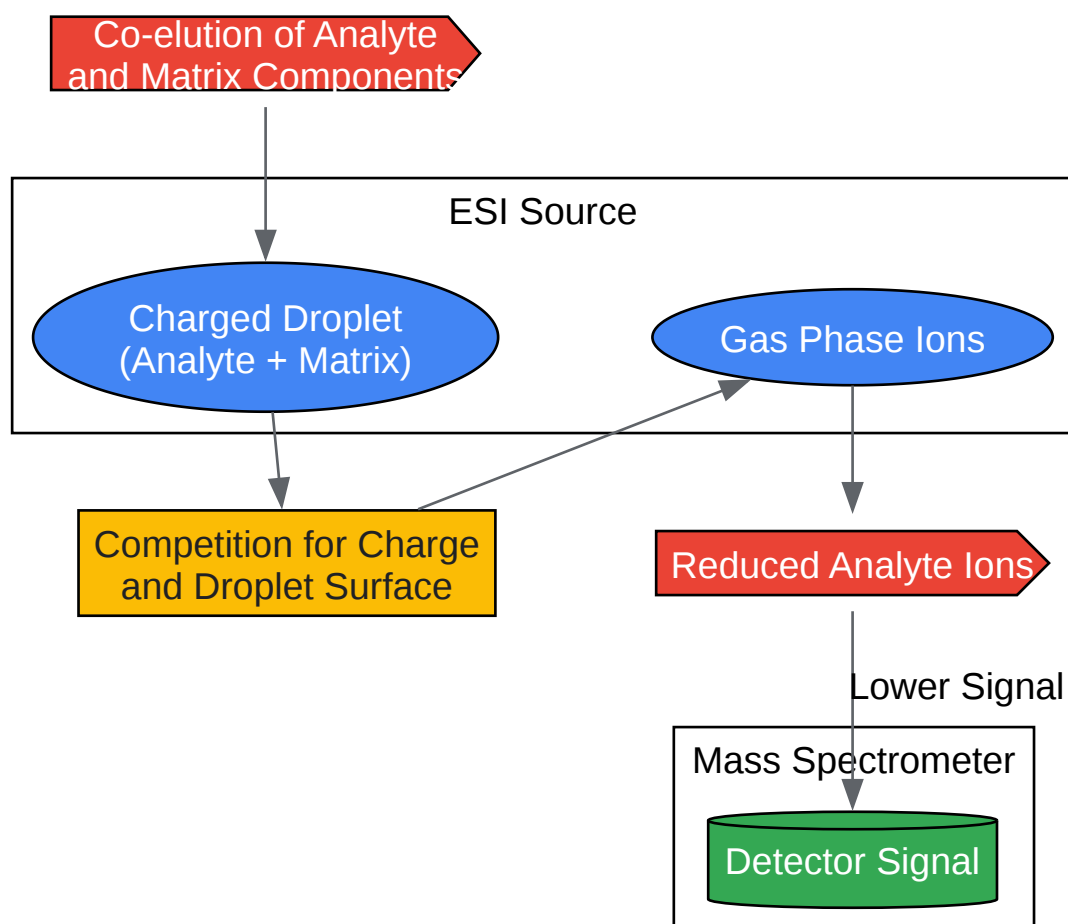 Co-elution of Analyte
and Matrix Components
ESI Source
Charged Droplet
(Analyte + Matrix)
Gas Phase Ions
Competition for Charge
and Droplet Surface
Reduced Analyte Ions
Lower Signal
Mass Spectrometer
Detector Signal